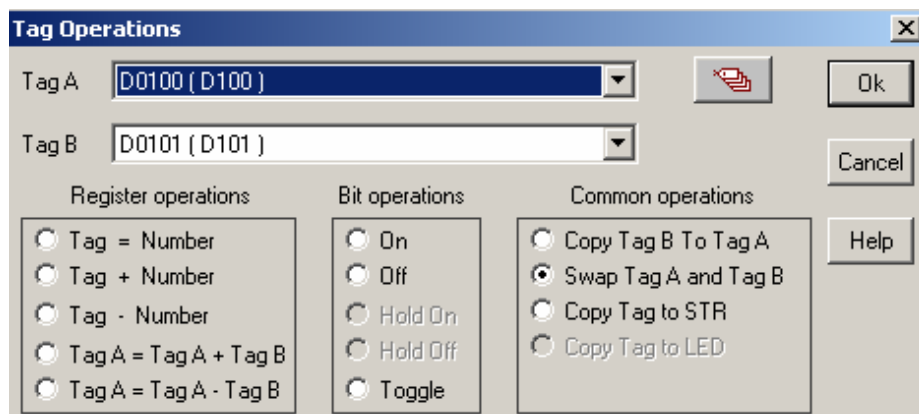 Tag Operations
Tag A D0100 ( D100 ) Ok
Tag B D0101 ( D101 ) Cancel
Register operations Bit operations Common operations
Tag = Number On Copy Tag B To Tag A Help
Tag + Number Off Swap Tag A and Tag B
Tag - Number Hold On Copy Tag to STR
Tag A = Tag A + Tag B Hold Off Copy Tag to LED
Tag A = Tag A - Tag B Toggle